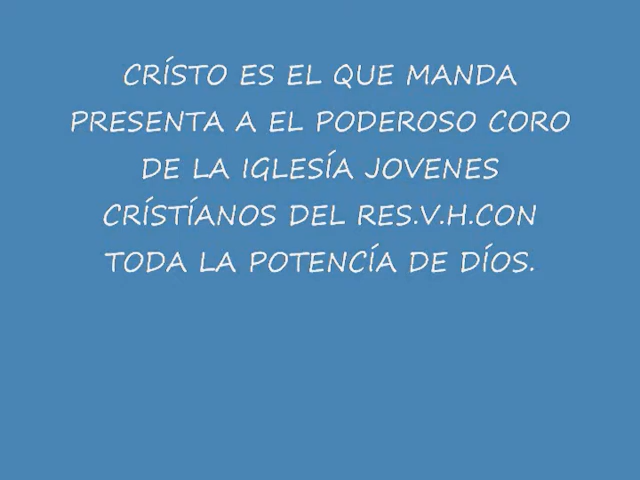 CRÍSTO ES EL QUE MANDA
PRESENTA A EL PODEROSO CORO
DE LA IGLESÍA JOVENES
CRÍSTÍANOS DEL RES.V.H.CON
TODA LA POTENCÍA DE DÍOS.